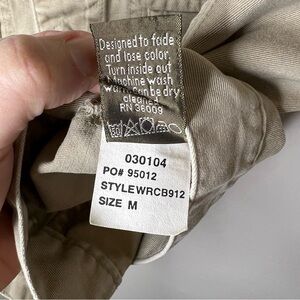 Designed to fade
and lose color.
Turn inside out
machine wash
warm can be dry
cleaned
RN 36009
030104
PO# 95012
STYLEWRCB912
SIZE M